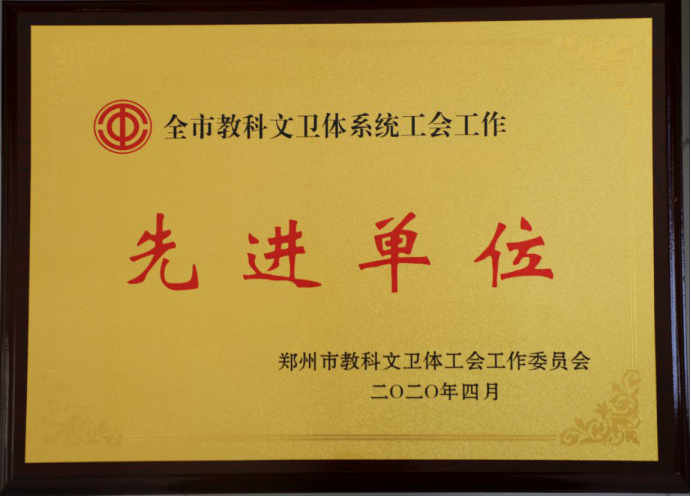 全市教科文卫体系统工会工作
先进单位
郑州市教科文卫体工会工作委员会
二〇二〇年四月